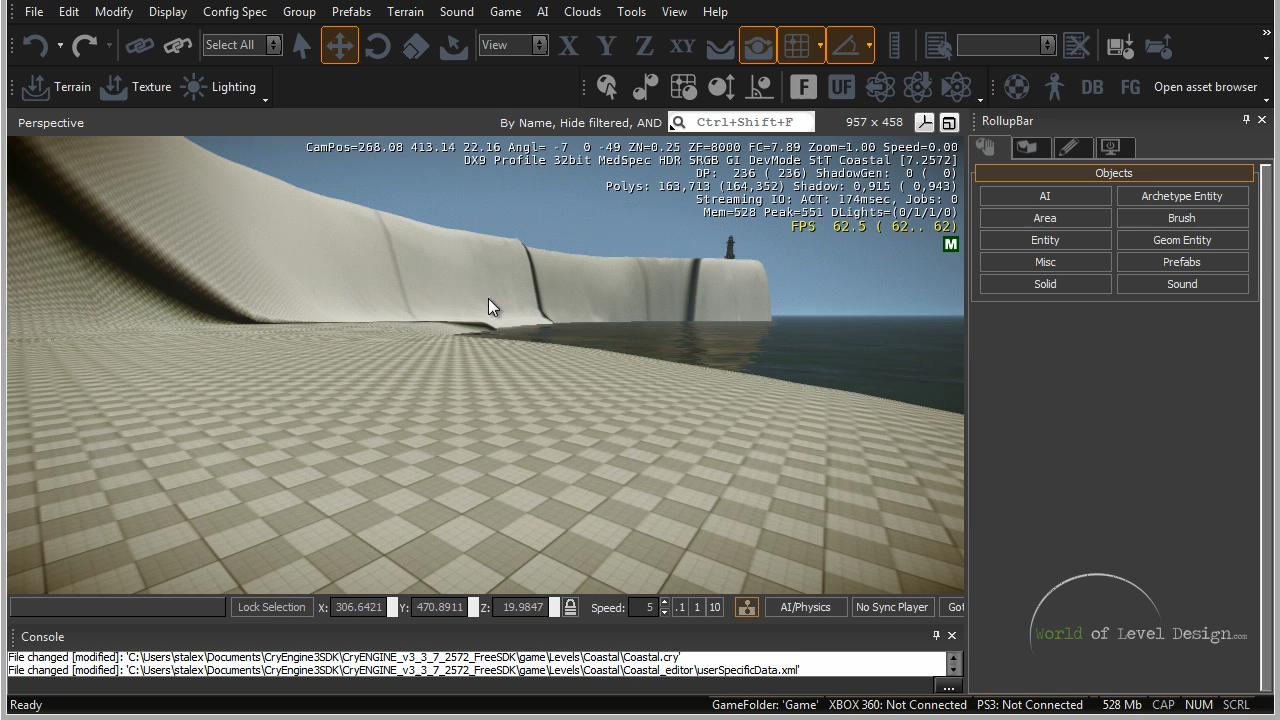 File Edit Modify Display Config Spec Group Prefabs Terrain Sound Game AI Clouds Tools View Help
Select All View X Y Z XY »
Terrain Texture Lighting F UF DB FG Open asset browser
Perspective By Name, Hide filtered, AND Ctrl+Shift+F 957 x 458
RollupBar
CamPos=268.08 413.14 22.16 Angl= -7 0 -49 ZN=0.25 ZF=8000 FC=7.89 Zoom=1.00 Speed=0.00
DX9 Profile 32bit MedSpec HDR SRGB GI DevMode StT Coastal [7.2572]
DP: 236 ( 236) ShadowGen: 0 ( 0)
Polys: 163,713 (164,352) Shadow: 0,915 ( 0,943)
Streaming IO: ACT: 174msec, Jobs: 0
Mem=528 Peak=551 DLights=(0/1/1/0)
FPS 62.5 ( 62.. 62)
M
Objects
AI Archetype Entity
Area Brush
Entity Geom Entity
Misc Prefabs
Solid Sound
Lock Selection X: 306.6421 Y: 470.8911 Z: 19.9847 Speed: 5 .1 1 10 AI/Physics No Sync Player Got
World of Level Design.com
Console
File changed [modified]: 'C:\Users\stalex\Documents\CryEngine3SDK\CryENGINE_v3_3_7_2572_FreeSDK\game\Levels\Coastal\Coastal.cry'
File changed [modified]: 'C:\Users\stalex\Documents\CryEngine3SDK\CryENGINE_v3_3_7_2572_FreeSDK\game\Levels\Coastal\Coastal_editor\userSpecificData.xml'
...
Ready GameFolder: 'Game' XBOX 360: Not Connected PS3: Not Connected 528 Mb CAP NUM SCRL